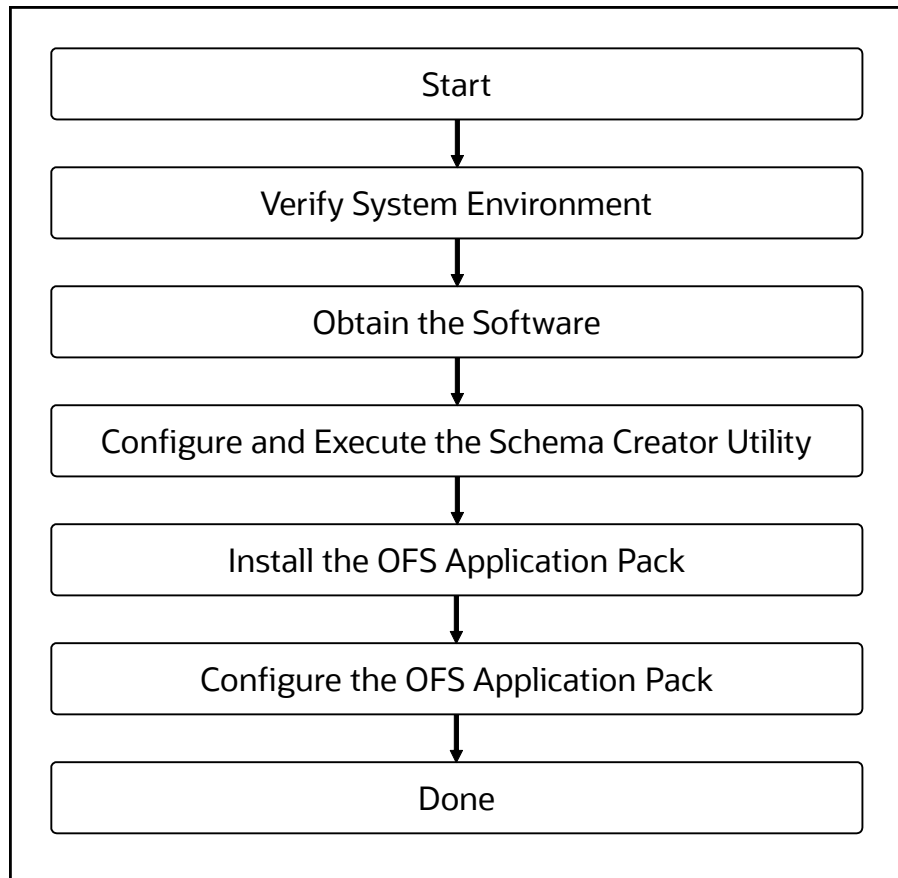 Start
Verify System Environment
Obtain the Software
Configure and Execute the Schema Creator Utility
Install the OFS Application Pack
Configure the OFS Application Pack
Done